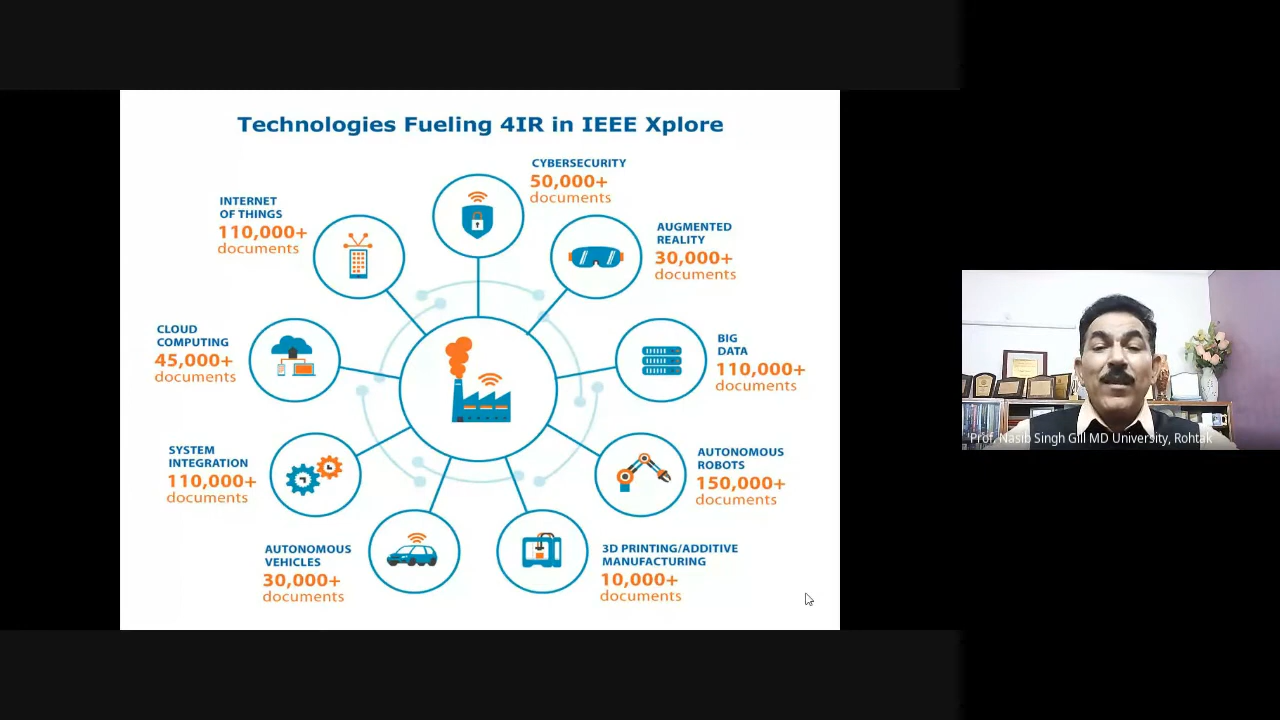 Technologies Fueling 4IR in IEEE Xplore
CYBERSECURITY
50,000+
documents
INTERNET
OF THINGS
110,000+
documents
AUGMENTED
REALITY
30,000+
documents
CLOUD
COMPUTING
45,000+
documents
BIG
DATA
110,000+
documents
SYSTEM
INTEGRATION
110,000+
documents
AUTONOMOUS
ROBOTS
150,000+
documents
AUTONOMOUS
VEHICLES
30,000+
documents
3D PRINTING/ADDITIVE
MANUFACTURING
10,000+
documents
'Prof. Nasib Singh GIll MD University, Rohtak